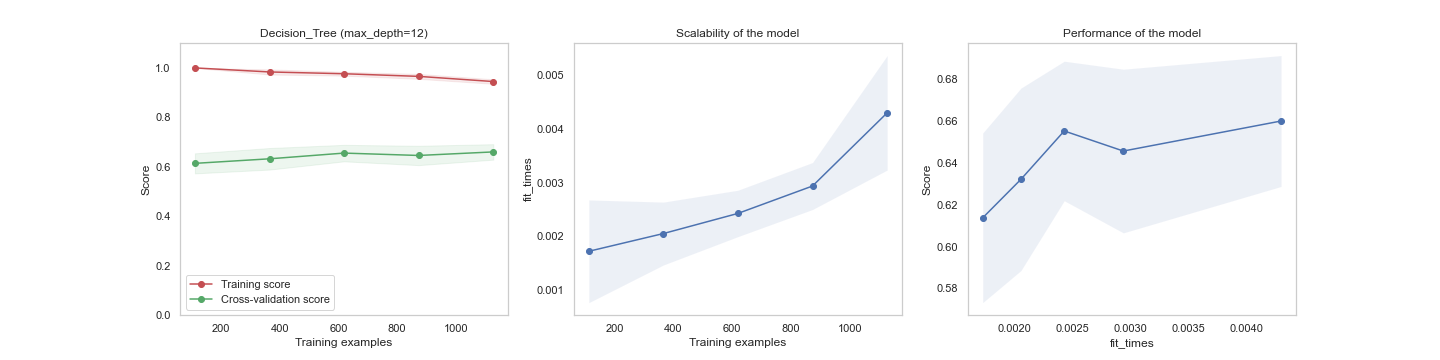 Decision_Tree (max_depth=12)
1.0
0.8
0.6
0.4
0.2
0.0
Score
Training score
Cross-validation score
200 400 600 800 1000
Training examples
Scalability of the model
0.005
0.004
0.003
0.002
0.001
fit_times
200 400 600 800 1000
Training examples
Performance of the model
0.68
0.66
0.64
0.62
0.60
0.58
Score
0.0020 0.0025 0.0030 0.0035 0.0040
fit_times